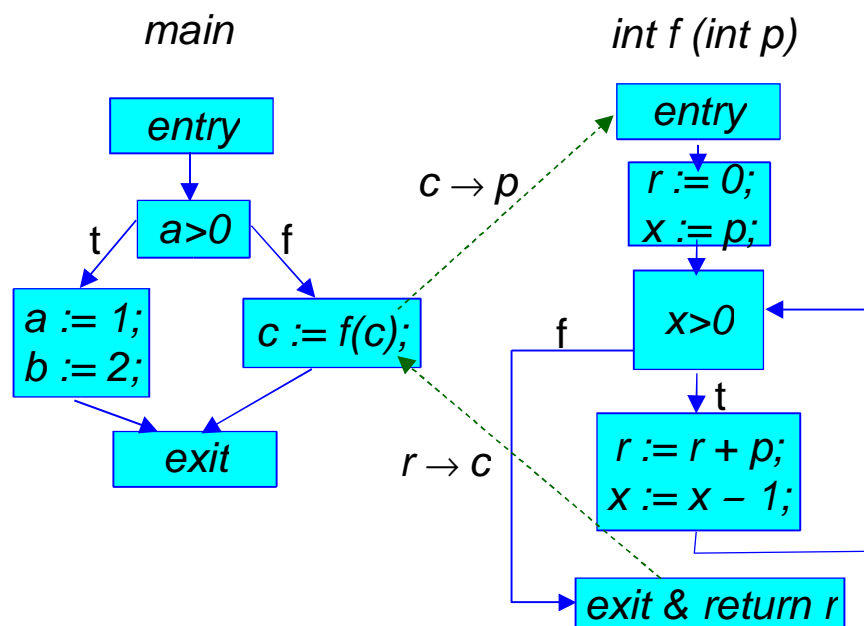 main
entry
a>0
t
f
a := 1;
b := 2;
c := f(c);
exit
c → p
r → c
int f (int p)
entry
r := 0;
x := p;
x>0
f
t
r := r + p;
x := x – 1;
exit & return r